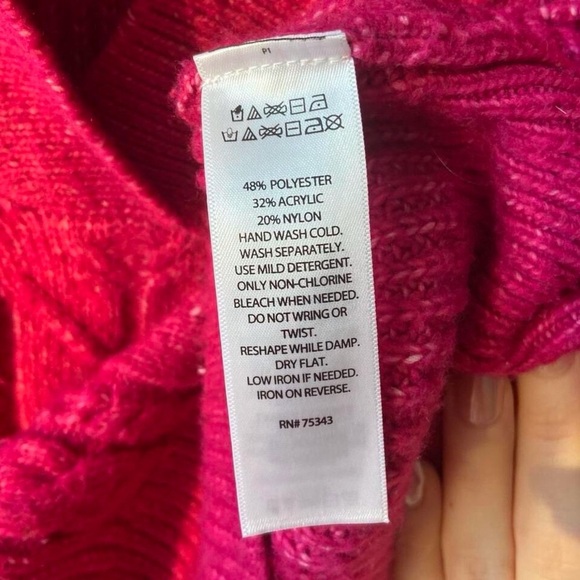 48% POLYESTER
32% ACRYLIC
20% NYLON
HAND WASH COLD.
WASH SEPARATELY.
USE MILD DETERGENT.
ONLY NON-CHLORINE
BLEACH WHEN NEEDED.
DO NOT WRING OR
TWIST.
RESHAPE WHILE DAMP.
DRY FLAT.
LOW IRON IF NEEDED.
IRON ON REVERSE.
RN# 75343